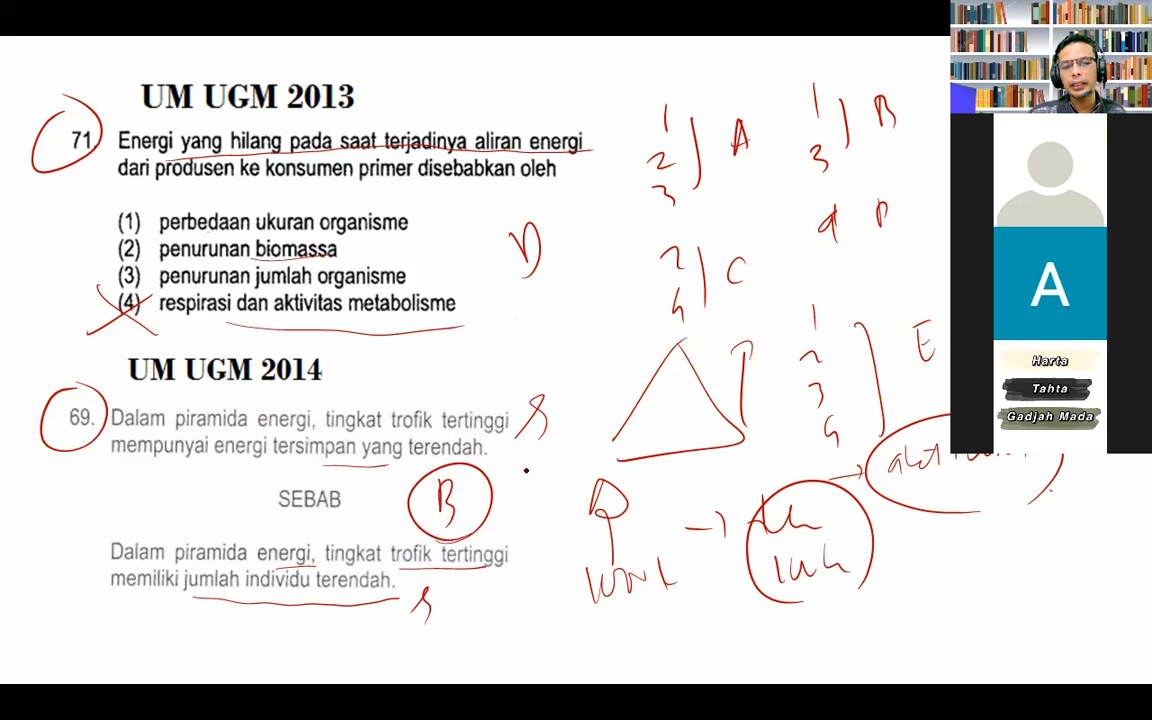 UM UGM 2013
71. Energi yang hilang pada saat terjadinya aliran energi
dari produsen ke konsumen primer disebabkan oleh
(1) perbedaan ukuran organisme
(2) penurunan biomassa
(3) penurunan jumlah organisme
(4) respirasi dan aktivitas metabolisme
D
UM UGM 2014
69. Dalam piramida energi, tingkat trofik tertinggi
mempunyai energi tersimpan yang terendah.
SEBAB
B
Dalam piramida energi, tingkat trofik tertinggi
memiliki jumlah individu terendah.
1
2 A
3
1
3 B
4 D
2
4 C
1
2
3
4 E
A
Harta
Tahta
Gadjah Mada